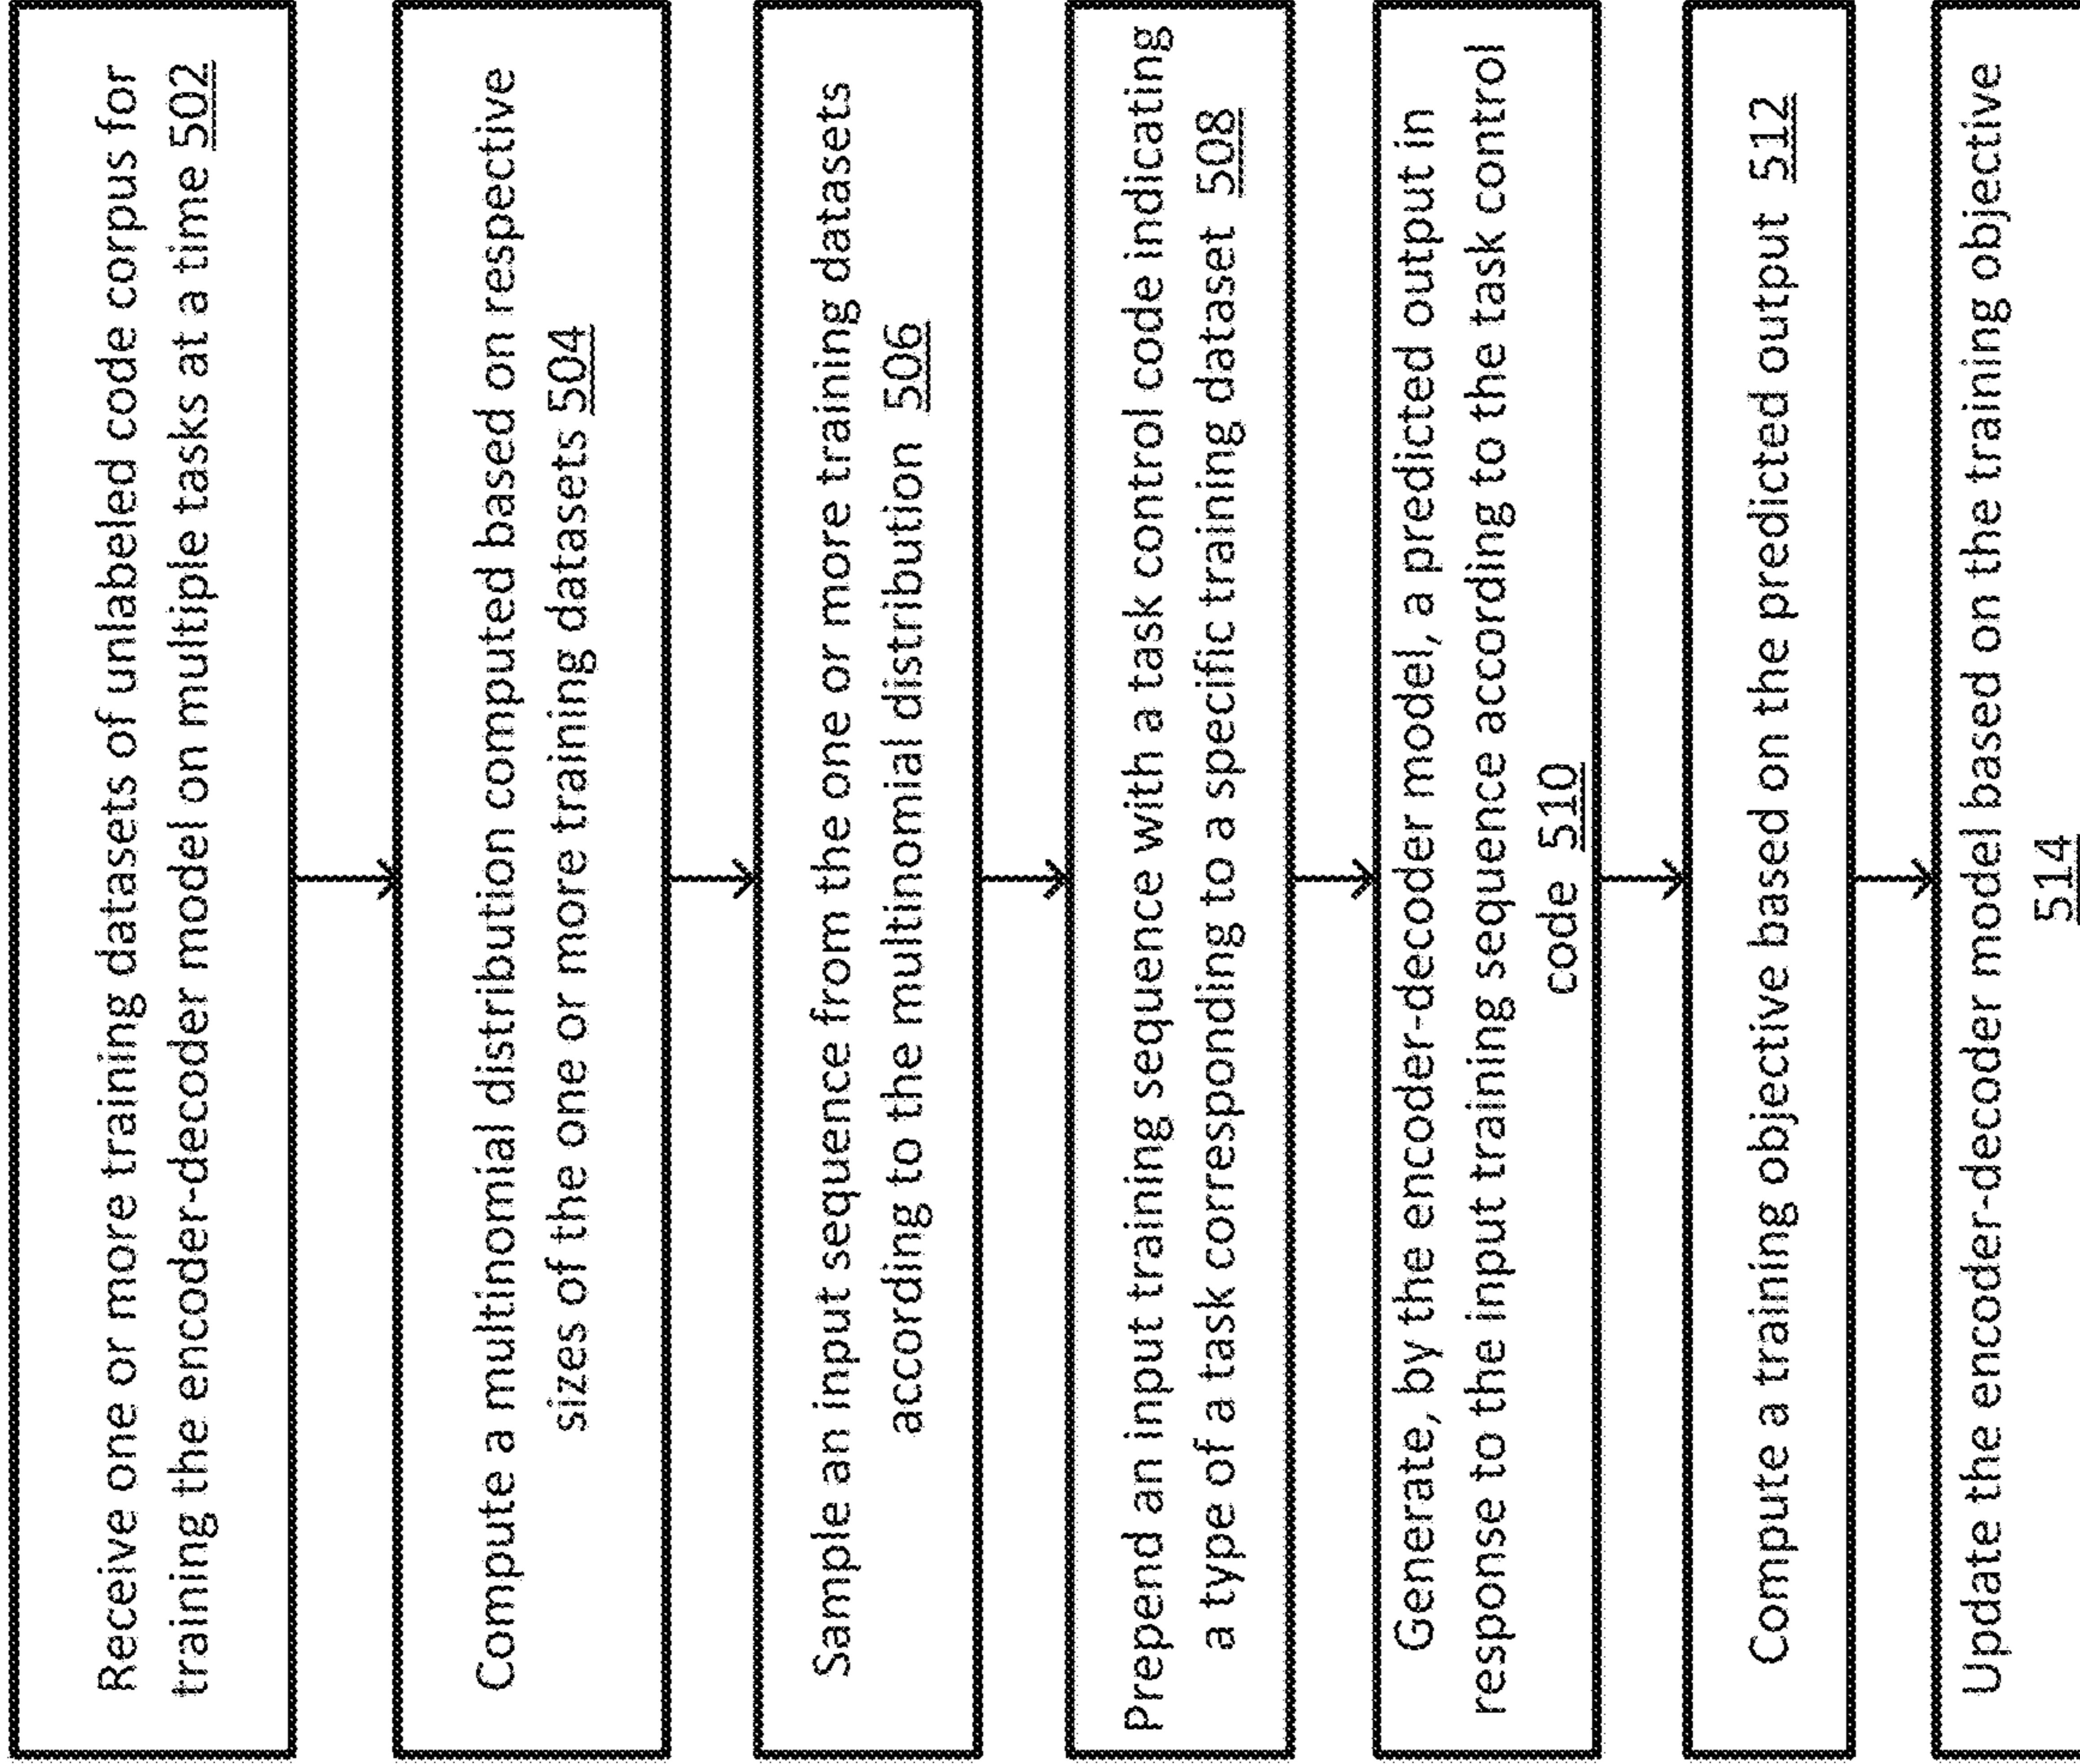 Receive one or more training datasets of unlabeled code corpus for
training the encoder-decoder model on multiple tasks at a time 502
Compute a multinomial distribution computed based on respective
sizes of the one or more training datasets 504
Sample an input sequence from the one or more training datasets
according to the multinomial distribution 506
Prepend an input training sequence with a task control code indicating
a type of a task corresponding to a specific training dataset 508
Generate, by the encoder-decoder model, a predicted output in
response to the input training sequence according to the task control
code 510
Compute a training objective based on the predicted output 512
Update the encoder-decoder model based on the training objective
514